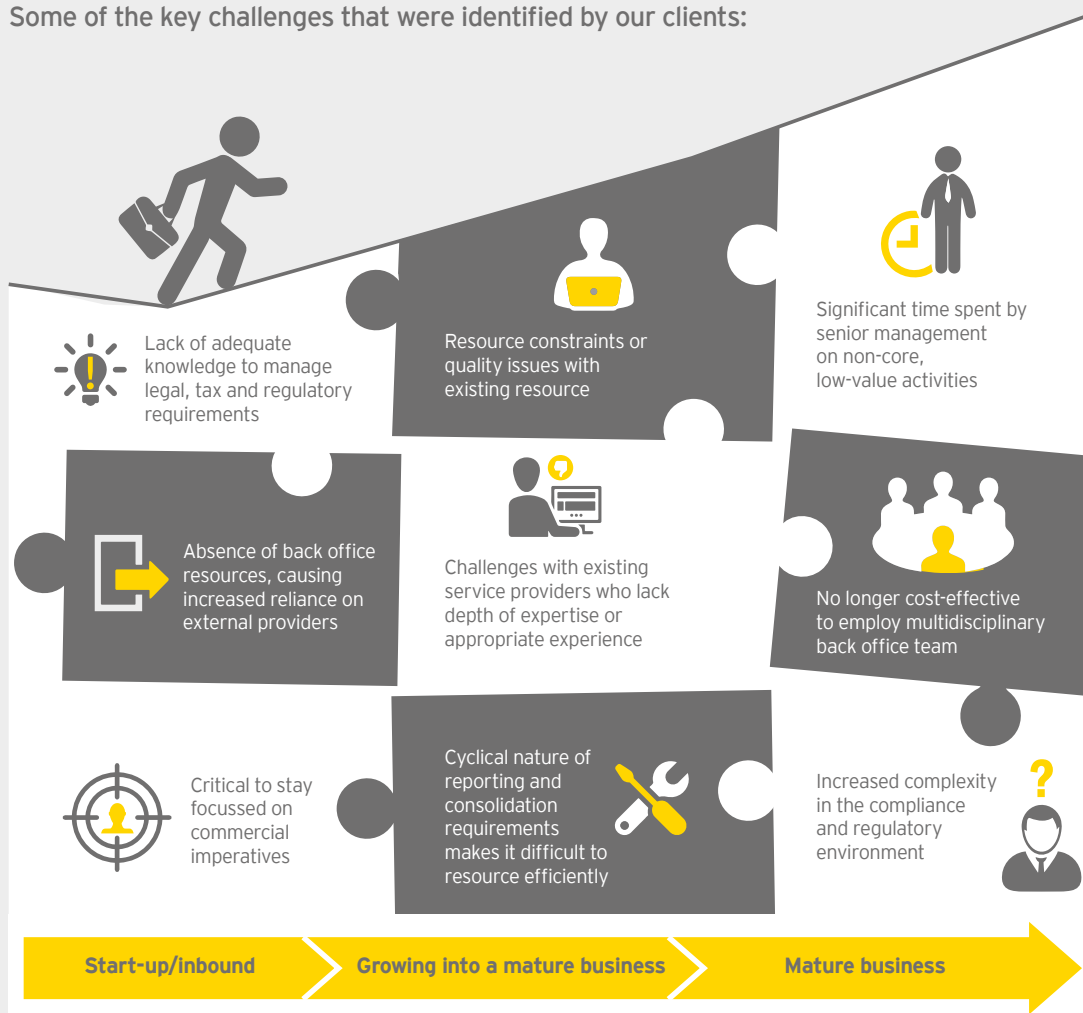 Some of the key challenges that were identified by our clients:
Lack of adequate
knowledge to manage
legal, tax and regulatory
requirements
Resource constraints or
quality issues with
existing resource
Significant time spent by
senior management
on non-core,
low-value activities
Absence of back office
resources, causing
increased reliance on
external providers
Challenges with existing
service providers who lack
depth of expertise or
appropriate experience
No longer cost-effective
to employ multidisciplinary
back office team
Critical to stay
focussed on
commercial
imperatives
Cyclical nature of
reporting and
consolidation
requirements
makes it difficult to
resource efficiently
Increased complexity
in the compliance
and regulatory
environment
Start-up/inbound
Growing into a mature business
Mature business